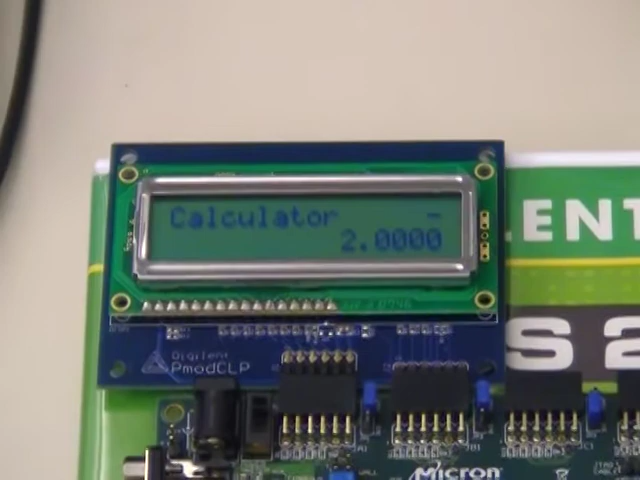 Calculator -
2.0000
ENT
S 2
Digilent
PmodCLP
Micron